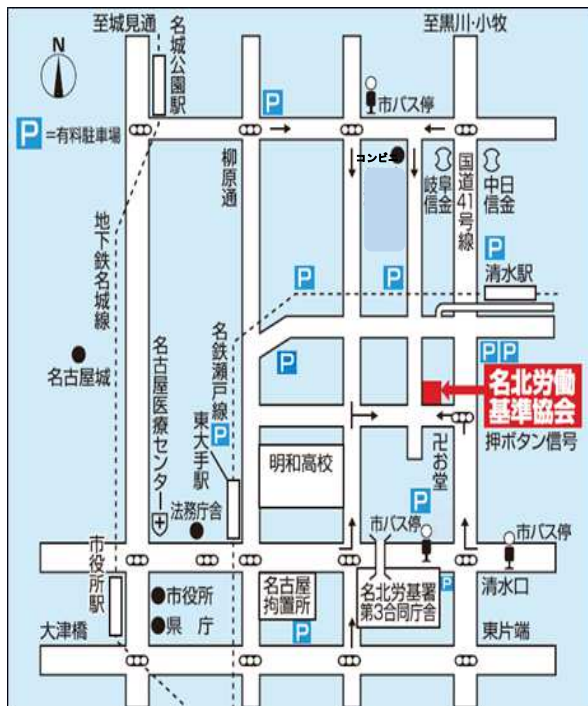 至城見通
至黒川・小牧
N
名城公園駅
P
市バス停
P=有料駐車場
コンビニ
柳原通
岐阜
信金
国道41号線
中日
信金
P
清水駅
P
P
地下鉄名城線
名古屋城
名古屋医療センター
名鉄瀬戸線
P
東大手駅
P
PP
名北労働
基準協会
押ボタン信号
卍お堂
明和高校
法務庁舎
P
市バス停
市バス停
市役所駅
清水口
市役所
県庁
名古屋
拘置所
名北労基署
第3合同庁舎
P
P
大津橋
東片端